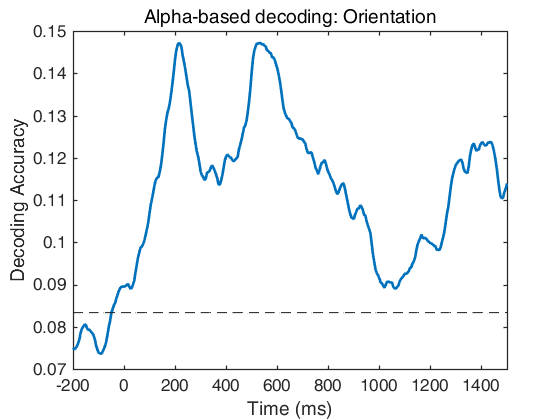 Alpha-based decoding: Orientation
0.15
0.14
0.13
0.12
0.11
0.1
0.09
0.08
0.07
Decoding Accuracy
-200 0 200 400 600 800 1000 1200 1400
Time (ms)